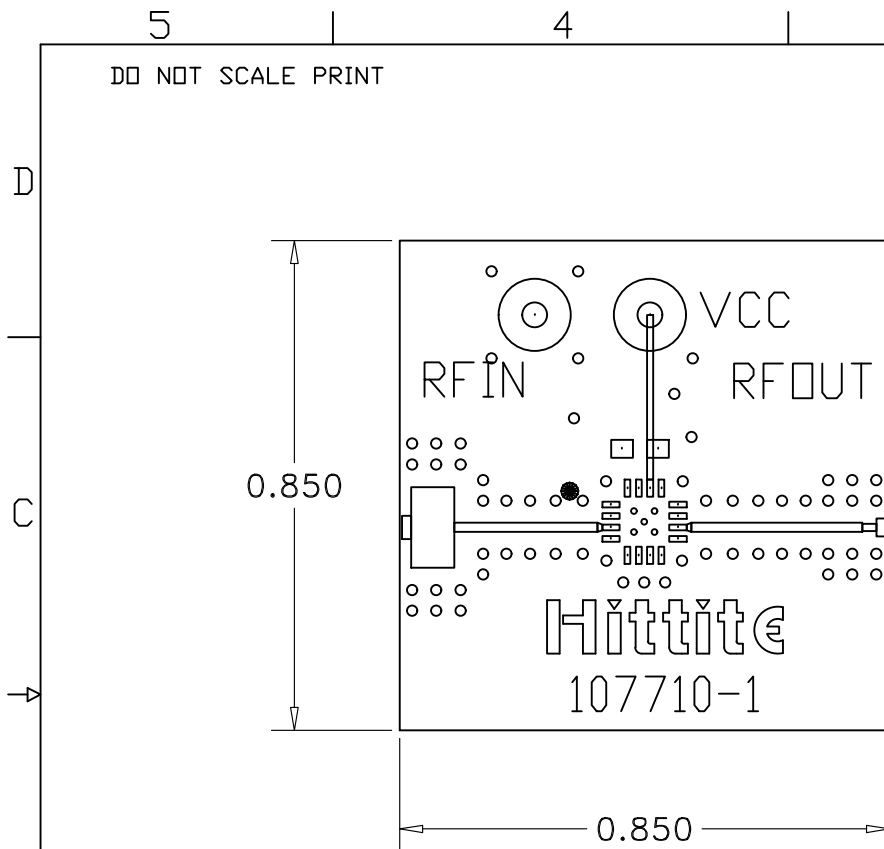 5 4
DO NOT SCALE PRINT
D
VCC
RFIN RFOUT
0.850
C
Hittite
107710-1
0.850